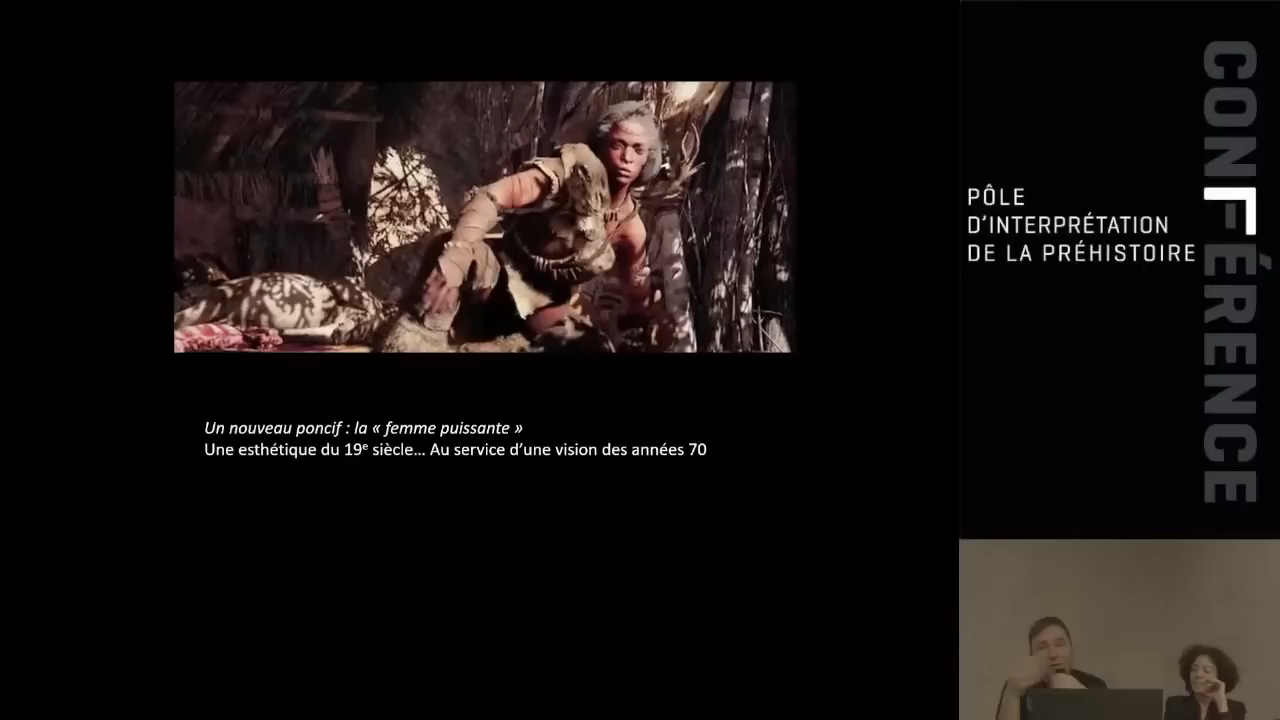 Un nouveau poncif : la « femme puissante »
Une esthétique du 19e siècle... Au service d’une vision des années 70
PÔLE
D’INTERPRÉTATION
DE LA PRÉHISTOIRE
CONFÉRENCE